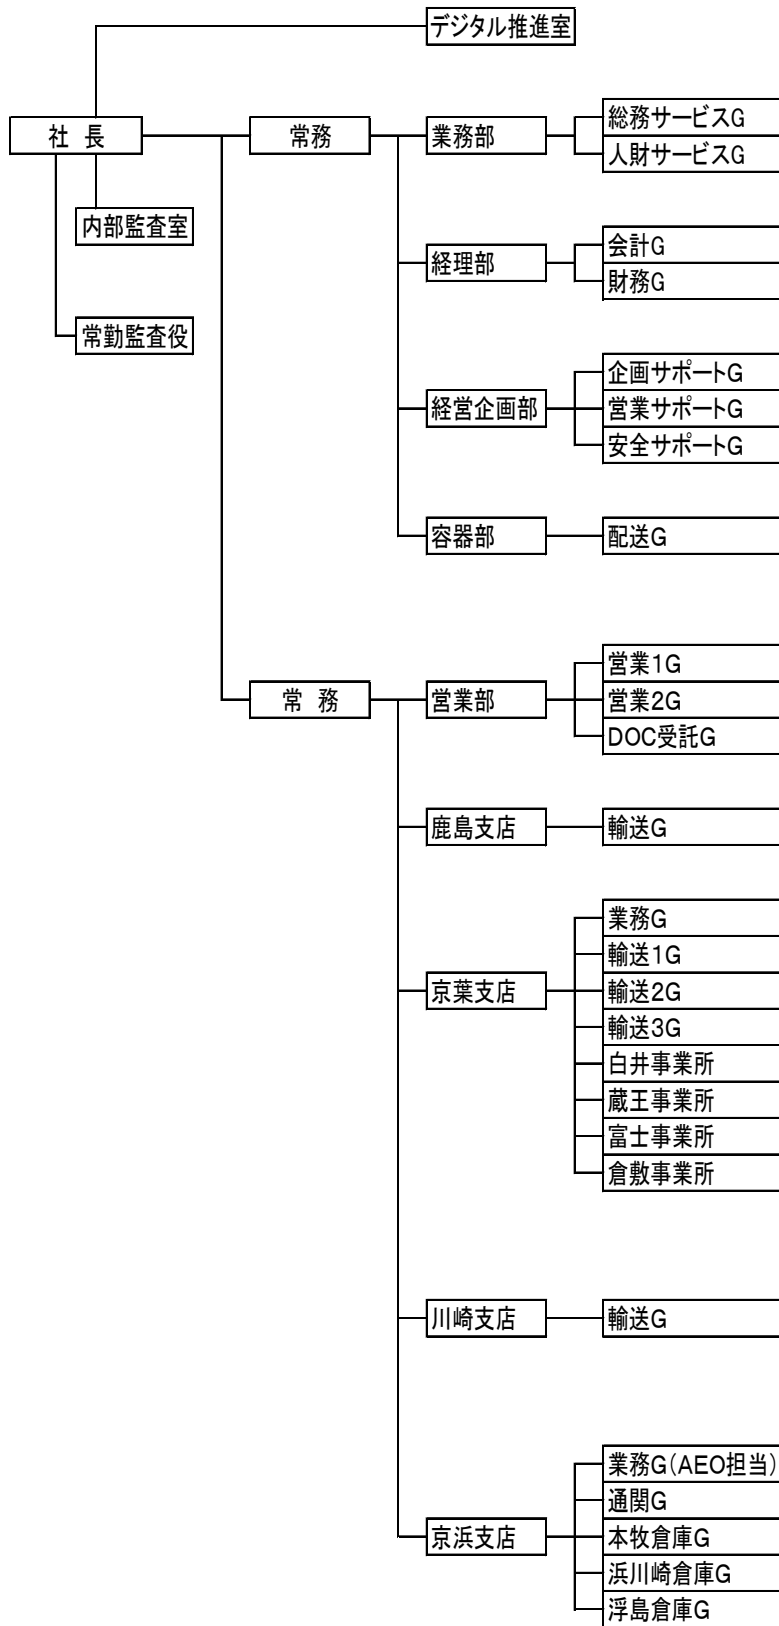 デジタル推進室
社 長
常務
業務部
総務サービスG
人財サービスG
内部監査室
経理部
会計G
財務G
常勤監査役
経営企画部
企画サポートG
営業サポートG
安全サポートG
容器部
配送G
常 務
営業部
営業1G
営業2G
DOC受託G
鹿島支店
輸送G
京葉支店
業務G
輸送1G
輸送2G
輸送3G
白井事業所
蔵王事業所
富士事業所
倉敷事業所
川崎支店
輸送G
京浜支店
業務G(AEO担当)
通関G
本牧倉庫G
浜川崎倉庫G
浮島倉庫G